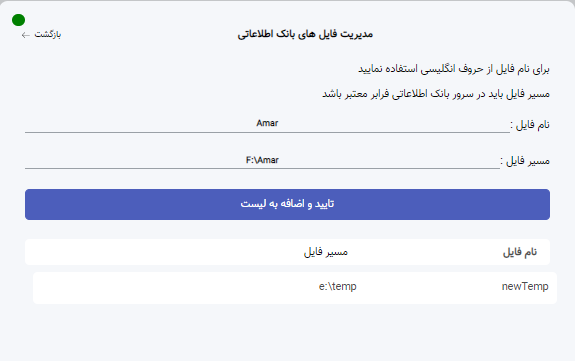 مدیریت فایل های بانک اطلاعاتی
بازگشت
برای نام فایل از حروف انگلیسی استفاده نمایید
مسیر فایل باید در سرور بانک اطلاعاتی فرابر معتبر باشد
نام فایل : Amar
مسیر فایل : F:\Amar
تایید و اضافه به لیست
نام فایل مسیر فایل
newTemp e:\temp